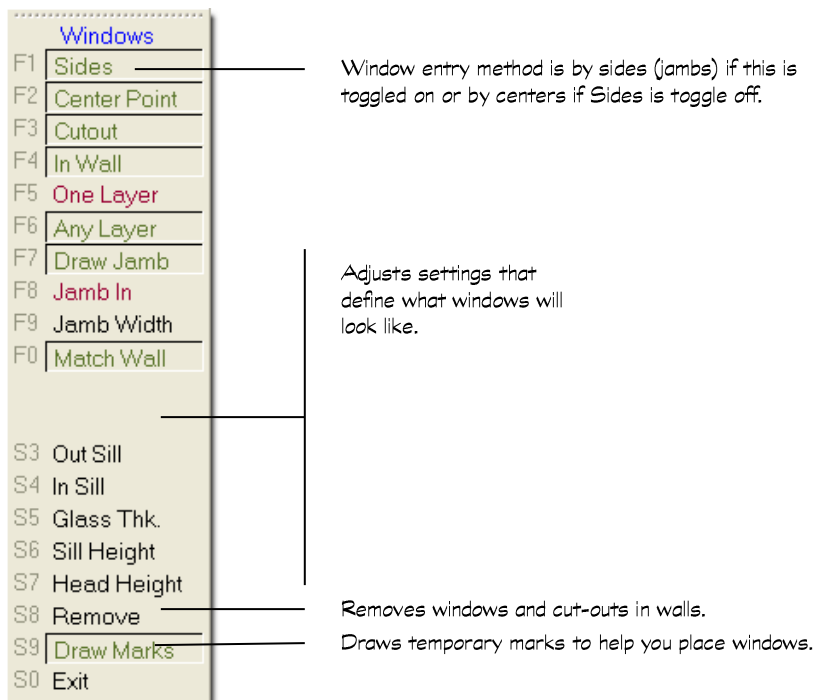 Windows
F1 Sides
F2 Center Point
F3 Cutout
F4 In Wall
F5 One Layer
F6 Any Layer
F7 Draw Jamb
F8 Jamb In
F9 Jamb Width
F0 Match Wall
S3 Out Sill
S4 In Sill
S5 Glass Thk.
S6 Sill Height
S7 Head Height
S8 Remove
S9 Draw Marks
S0 Exit
Window entry method is by sides (jambs) if this is
toggled on or by centers if Sides is toggle off.
Adjusts settings that
define what windows will
look like.
Removes windows and cut-outs in walls.
Draws temporary marks to help you place windows.